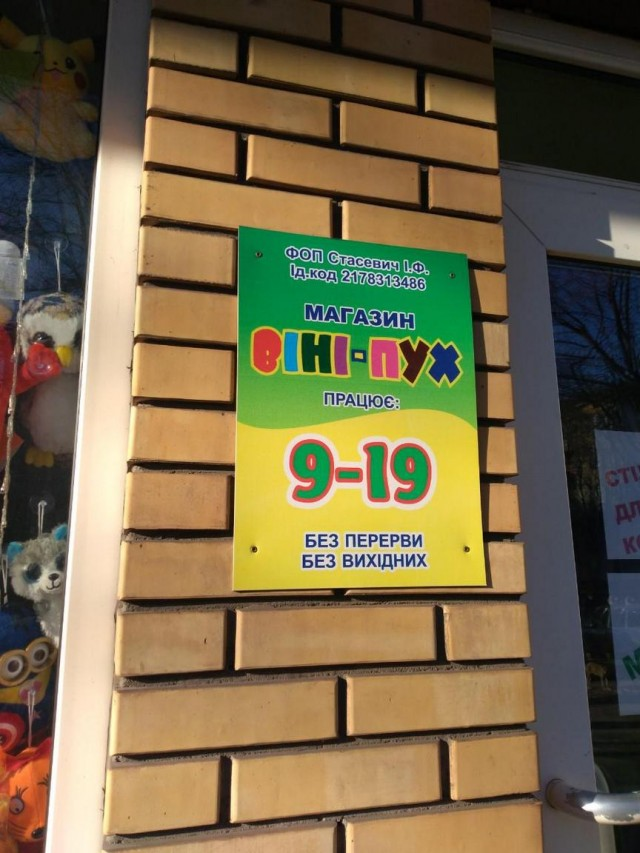 ФОП Стасевич І.Ф.
Ід.код 2178313486
МАГАЗИН
ВІНІ-ПУХ
ПРАЦЮЄ:
9-19
БЕЗ ПЕРЕРВИ
БЕЗ ВИХІДНИХ